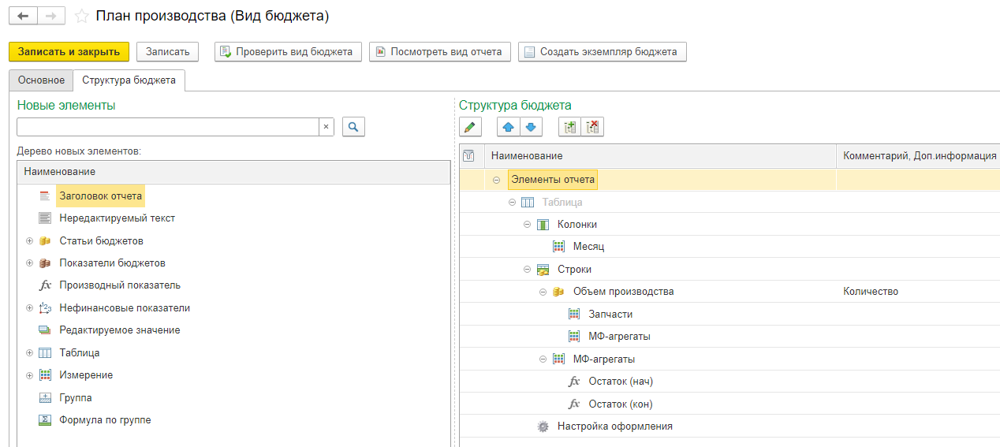 План производства (Вид бюджета)
Записать и закрыть
Записать
Проверить вид бюджета
Посмотреть вид отчета
Создать экземпляр бюджета
Основное
Структура бюджета
Новые элементы
Дерево новых элементов:
Наименование
Заголовок отчета
Нередактируемый текст
Статьи бюджетов
Показатели бюджетов
Производный показатель
Нефинансовые показатели
Редактируемое значение
Таблица
Измерение
Группа
Формула по группе
Структура бюджета
Наименование
Комментарий, Доп.информация
Элементы отчета
Таблица
Колонки
Месяц
Строки
Объем производства
Количество
Запчасти
МФ-агрегаты
МФ-агрегаты
Остаток (нач)
Остаток (кон)
Настройка оформления